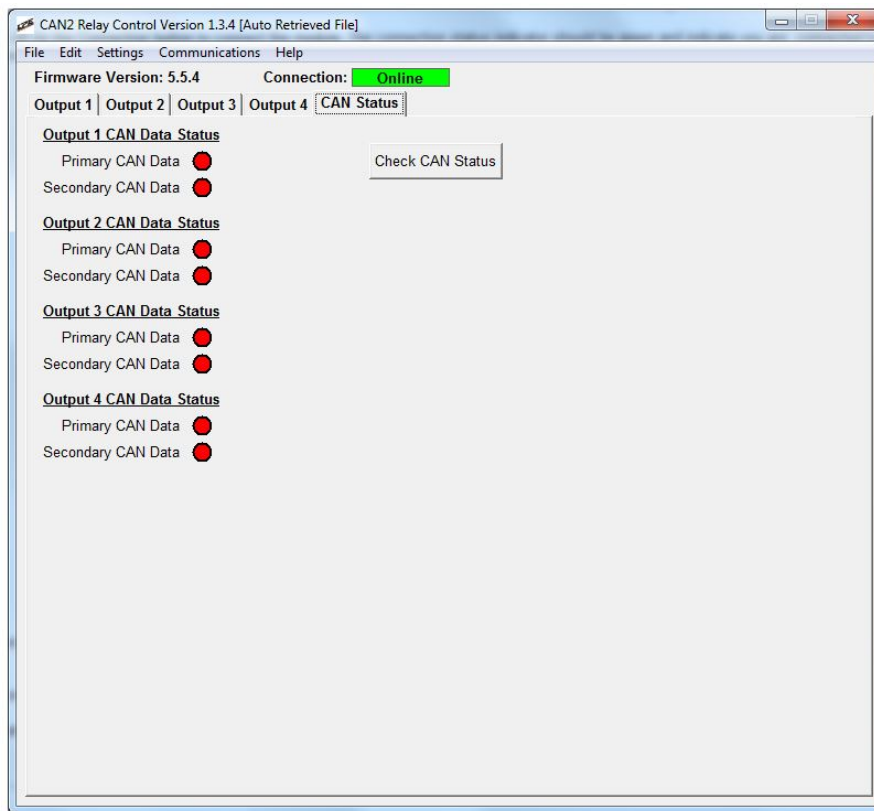 CAN2 Relay Control Version 1.3.4 [Auto Retrieved File]
File Edit Settings Communications Help
Firmware Version: 5.5.4 Connection: Online
Output 1 Output 2 Output 3 Output 4 CAN Status
Output 1 CAN Data Status
Primary CAN Data
Check CAN Status
Secondary CAN Data
Output 2 CAN Data Status
Primary CAN Data
Secondary CAN Data
Output 3 CAN Data Status
Primary CAN Data
Secondary CAN Data
Output 4 CAN Data Status
Primary CAN Data
Secondary CAN Data